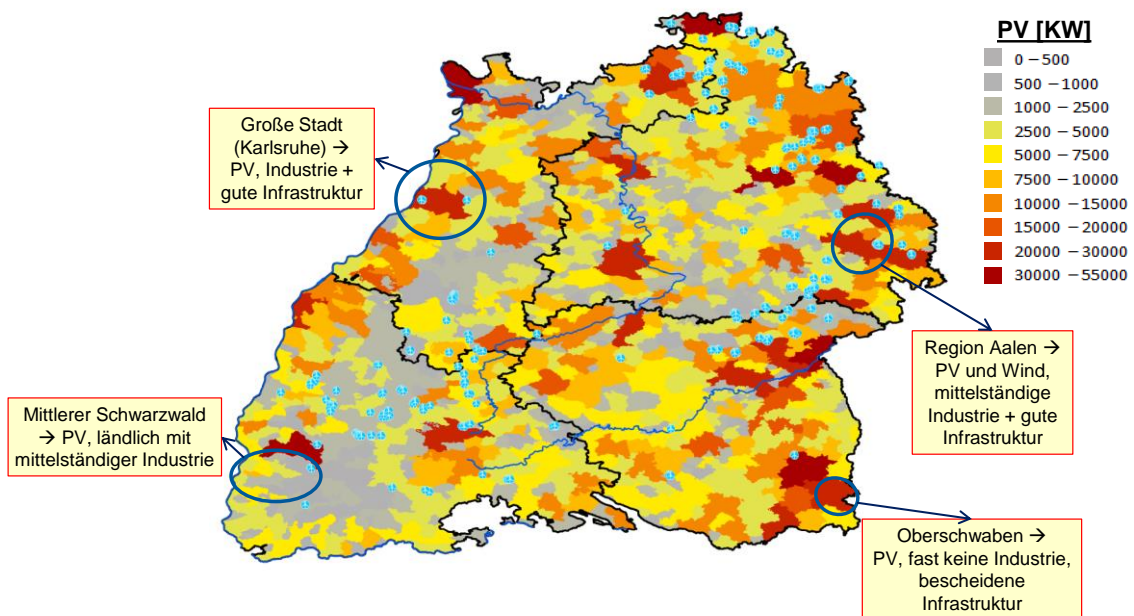 PV [KW]
0 – 500
500 – 1000
1000 – 2500
2500 – 5000
5000 – 7500
7500 – 10000
10000 – 15000
15000 – 20000
20000 – 30000
30000 – 55000
Große Stadt
(Karlsruhe) →
PV, Industrie +
gute Infrastruktur
Region Aalen →
PV und Wind,
mittelständige
Industrie + gute
Infrastruktur
Mittlerer Schwarzwald
→ PV, ländlich mit
mittelständiger Industrie
Oberschwaben →
PV, fast keine Industrie,
bescheidene
Infrastruktur